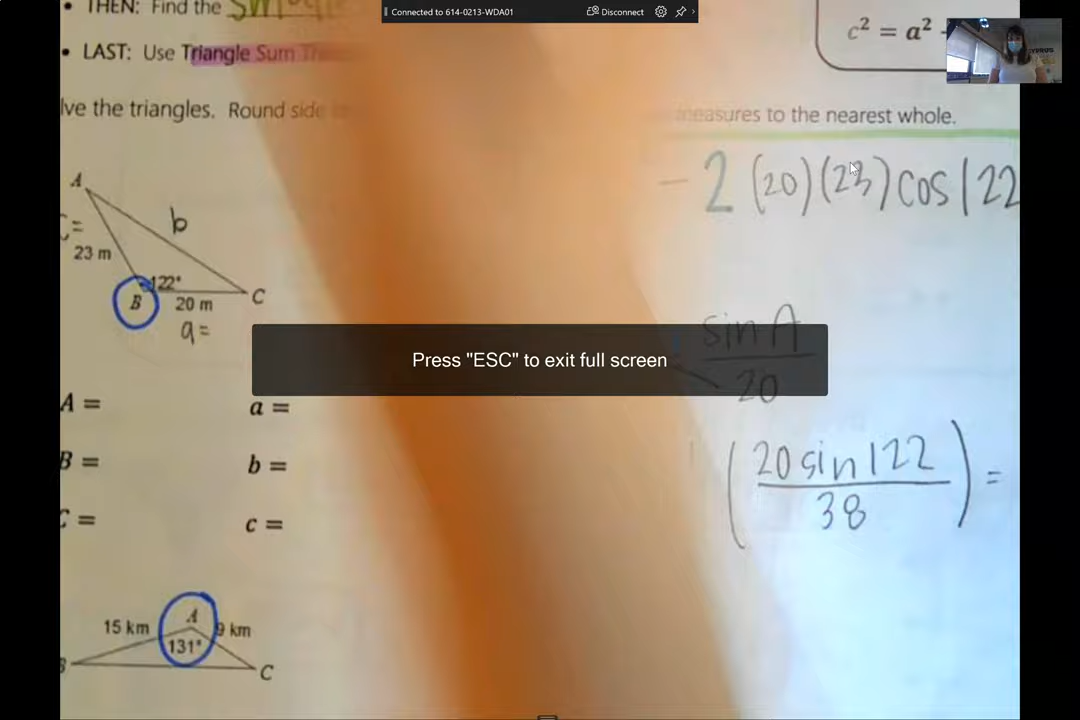 Connected to 614-0213-WDA01
Disconnect
• THEN: Find the
• LAST: Use Triangle Sum
c² = a² -
lve the triangles. Round side
measures to the nearest whole.
- 2 (20)(23) cos 122
A
b
23 m
122°
B
20 m
C
a =
Press "ESC" to exit full screen
sin A
20
A =
a =
B =
b =
(20 sin 122 / 38) =
C =
c =
A
15 km
9 km
131°
B
C